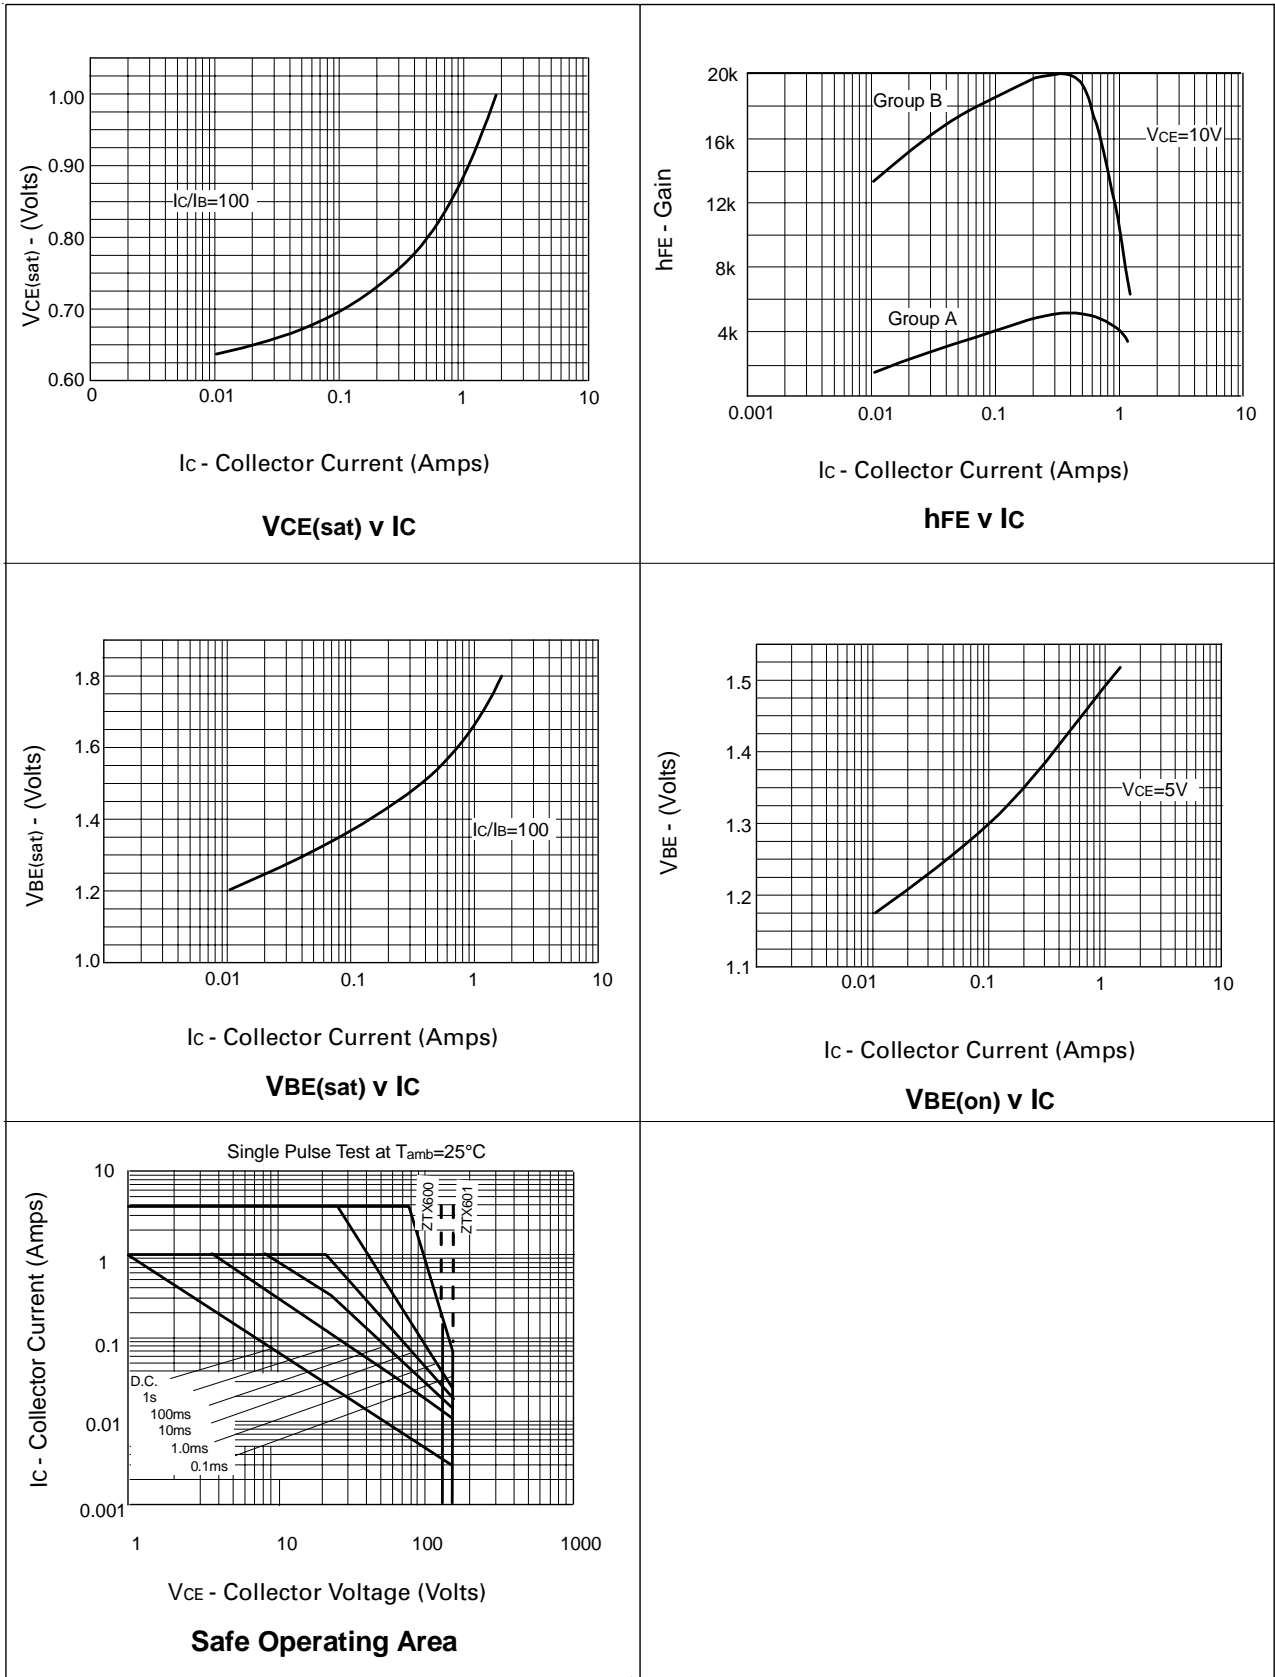 1.00
0.90
0.80
0.70
0.60
VCE(sat) - (Volts)
IC/IB=100
0
0.01
0.1
1
10
IC - Collector Current (Amps)
VCE(sat) v IC
20k
16k
12k
8k
4k
hFE - Gain
Group B
VCE=10V
Group A
0.001
0.01
0.1
1
10
IC - Collector Current (Amps)
hFE v IC
1.8
1.6
1.4
1.2
1.0
VBE(sat) - (Volts)
IC/IB=100
0.01
0.1
1
10
IC - Collector Current (Amps)
VBE(sat) v IC
1.5
1.4
1.3
1.2
1.1
VBE - (Volts)
VCE=5V
0.01
0.1
1
10
IC - Collector Current (Amps)
VBE(on) v IC
Single Pulse Test at Tamb=25°C
10
1
0.1
0.01
0.001
IC - Collector Current (Amps)
ZTX600
ZTX601
D.C.
1s
100ms
10ms
1.0ms
0.1ms
1
10
100
1000
VCE - Collector Voltage (Volts)
Safe Operating Area